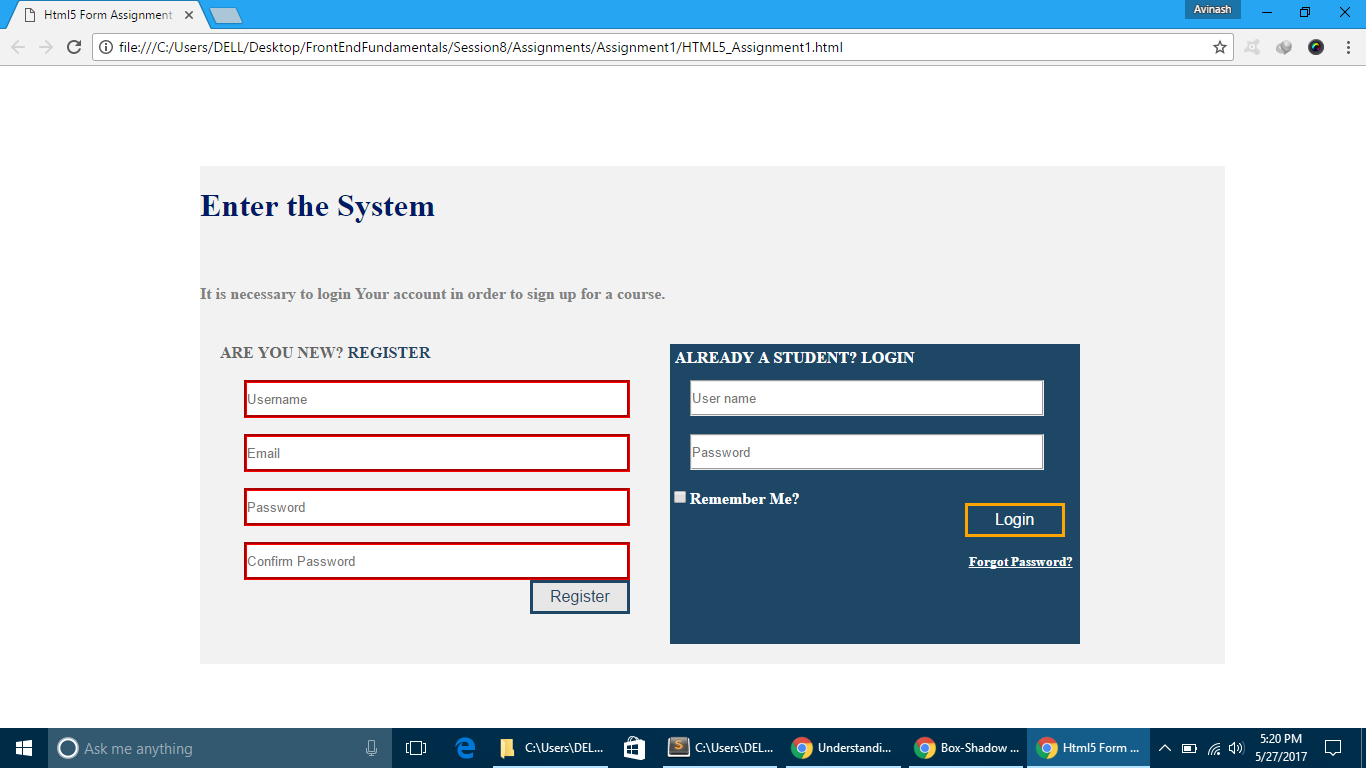 Html5 Form Assignment
Avinash
file:///C:/Users/DELL/Desktop/FrontEndFundamentals/Session8/Assignments/Assignment1/HTML5_Assignment1.html
Enter the System
It is necessary to login Your account in order to sign up for a course.
ARE YOU NEW? REGISTER
Username
Email
Password
Confirm Password
Register
ALREADY A STUDENT? LOGIN
User name
Password
Remember Me?
Login
Forgot Password?
Ask me anything
C:\Users\DEL...
S
C:\Users\DEL...
Understandi...
Box-Shadow ...
Html5 Form ...
5:20 PM
5/27/2017